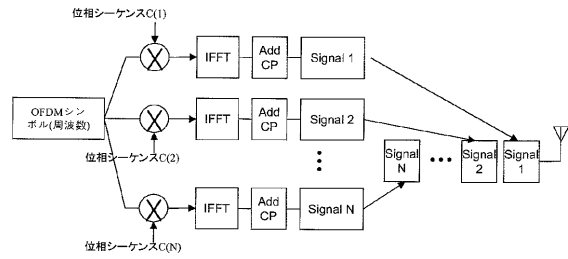 位相シーケンスC(1)
IFFT
Add
CP
Signal 1
OFDMシン
ボル(周波数)
IFFT
Add
CP
Signal 2
位相シーケンスC(2)
Signal
N
Signal
2
Signal
1
IFFT
Add
CP
Signal N
位相シーケンスC(N)